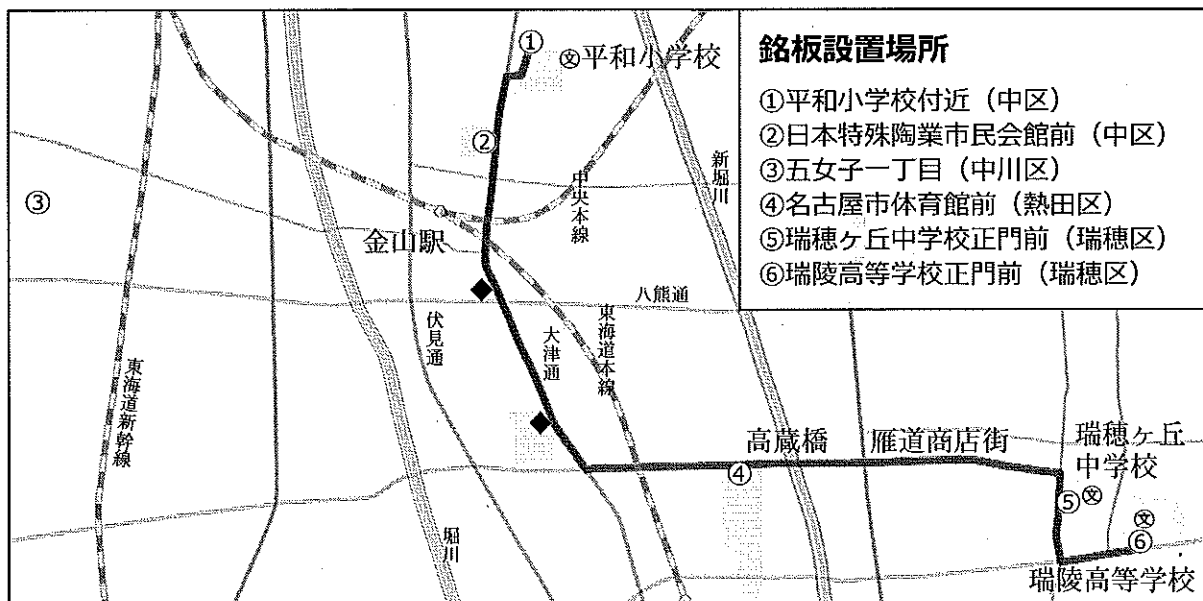 銘板設置場所
①平和小学校付近（中区）
②日本特殊陶業市民会館前（中区）
③五女子一丁目（中川区）
④名古屋市体育館前（熱田区）
⑤瑞穂ヶ丘中学校正門前（瑞穂区）
⑥瑞陵高等学校正門前（瑞穂区）
①
文平和小学校
②
新堀川
中央本線
③
金山駅
八熊通
伏見通
大津通
東海道本線
東海道新幹線
高蔵橋
雁道商店街
瑞穂ヶ丘
中学校
④
⑤文
文
⑥
堀川
瑞陵高等学校